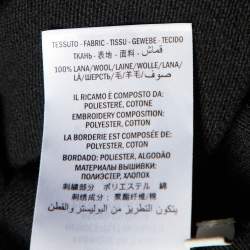 TESSUTO - FABRIC - TISSU - GEWEBE - TECIDO
ТКАНЬ - 表地 - 面料 - قماش
100% LANA/WOOL/LAINE/WOLLE/LANA/
LÃ/ШЕРСТЬ/毛/羊毛/صوف
IL RICAMO È COMPOSTO DA:
POLIESTERE, COTONE
EMBROIDERY COMPOSITION:
POLYESTER, COTTON
LA BORDERIE EST COMPOSÉE DE:
POLYESTER, COTTON
BORDADO: POLIESTER, ALGODÃO
МАТЕРИАЛЫ ВЫШИВКИ:
ПОЛИЭСТЕР, ХЛОПОК
刺繍部分 ポリエステル 綿
刺绣成分: 聚酯纤维/棉
يتكون التطريز من البوليستر والقطن